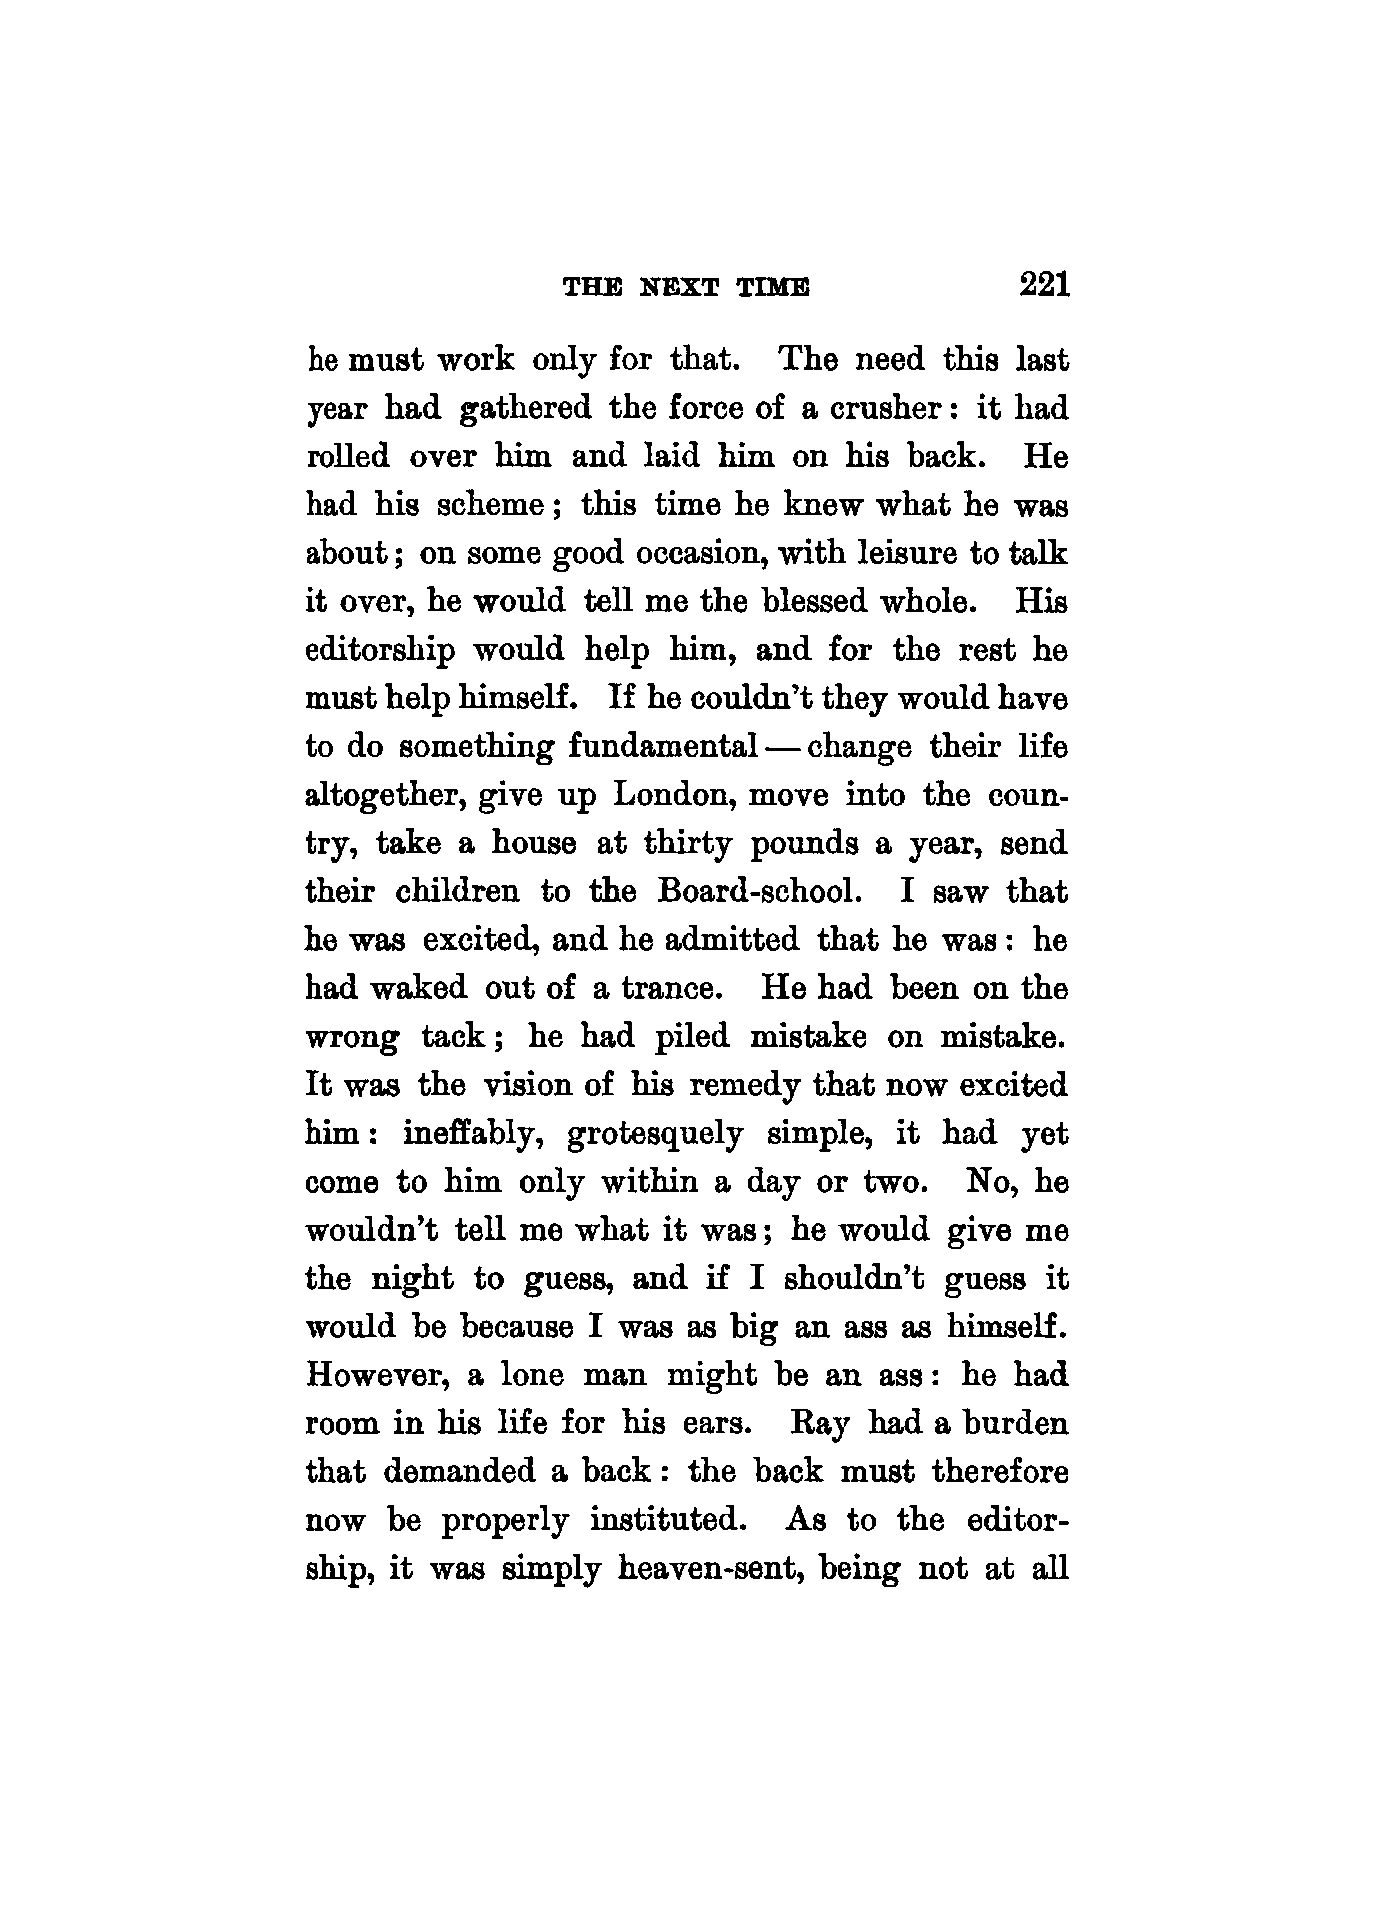 THE NEXT TIME 221
he must work only for that. The need this last
year had gathered the force of a crusher: it had
rolled over him and laid him on his back. He
had his scheme; this time he knew what he was
about; on some good occasion, with leisure to talk
it over, he would tell me the blessed whole. His
editorship would help him, and for the rest he
must help himself. If he couldn't they would have
to do something fundamental—change their life
altogether, give up London, move into the coun-
try, take a house at thirty pounds a year, send
their children to the Board-school. I saw that
he was excited, and he admitted that he was: he
had waked out of a trance. He had been on the
wrong tack; he had piled mistake on mistake.
It was the vision of his remedy that now excited
him: ineffably, grotesquely simple, it had yet
come to him only within a day or two. No, he
wouldn't tell me what it was; he would give me
the night to guess, and if I shouldn't guess it
would be because I was as big an ass as himself.
However, a lone man might be an ass: he had
room in his life for his ears. Ray had a burden
that demanded a back: the back must therefore
now be properly instituted. As to the editor-
ship, it was simply heaven-sent, being not at all